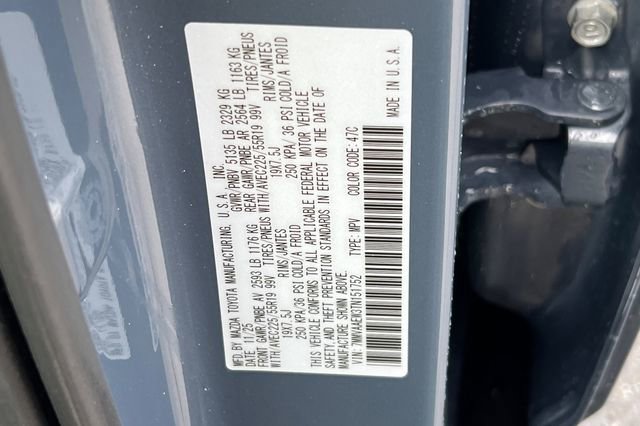 MFD.BY MAZDA TOYOTA MANUFACTURING, U.S.A., INC.
DATE 11/25 GVWR/PNBV 5135 LB 2329 KG
FRONT GAWR/PNBE AV 2593 LB 1176 KG REAR GAWR/PNBE AR 2564 LB 1163 KG
WITH/AVEC225/55R19 99V TIRES/PNEUS WITH/AVEC225/55R19 99V TIRES/PNEUS
19X7.5J RIMS/JANTES 19X7.5J RIMS/JANTES
250 KPA/ 36 PSI COLD/A FROID 250 KPA/ 36 PSI COLD/A FROID
THIS VEHICLE CONFORMS TO ALL APPLICABLE FEDERAL MOTOR VEHICLE
SAFETY,AND THEFT PREVENTION STANDARDS IN EFFECT ON THE DATE OF
MANUFACTURE SHOWN ABOVE.
TYPE: MPV COLOR CODE: 47C
MADE IN U.S.A.